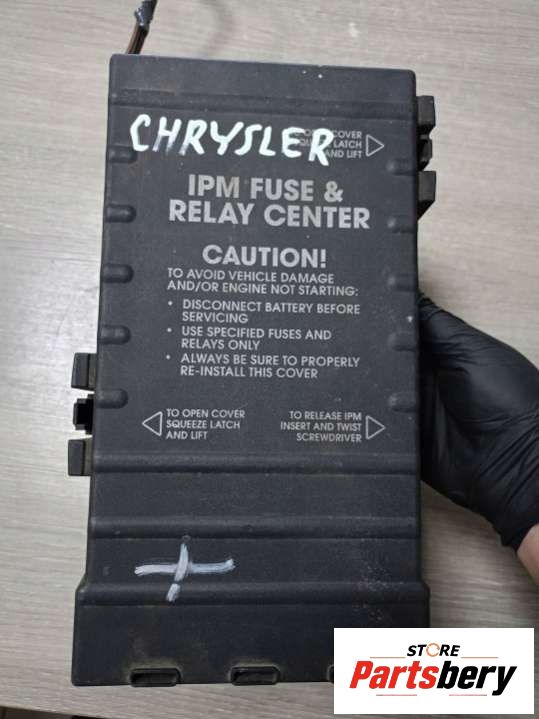 CHRYSLER
OPEN COVER
SQUEEZE LATCH
AND LIFT
IPM FUSE &
RELAY CENTER
CAUTION!
TO AVOID VEHICLE DAMAGE
AND/OR ENGINE NOT STARTING:
• DISCONNECT BATTERY BEFORE
SERVICING
• USE SPECIFIED FUSES AND
RELAYS ONLY
• ALWAYS BE SURE TO PROPERLY
RE-INSTALL THIS COVER
TO OPEN COVER
SQUEEZE LATCH
AND LIFT
TO RELEASE IPM
INSERT AND TWIST
SCREWDRIVER
STORE
Partsbery